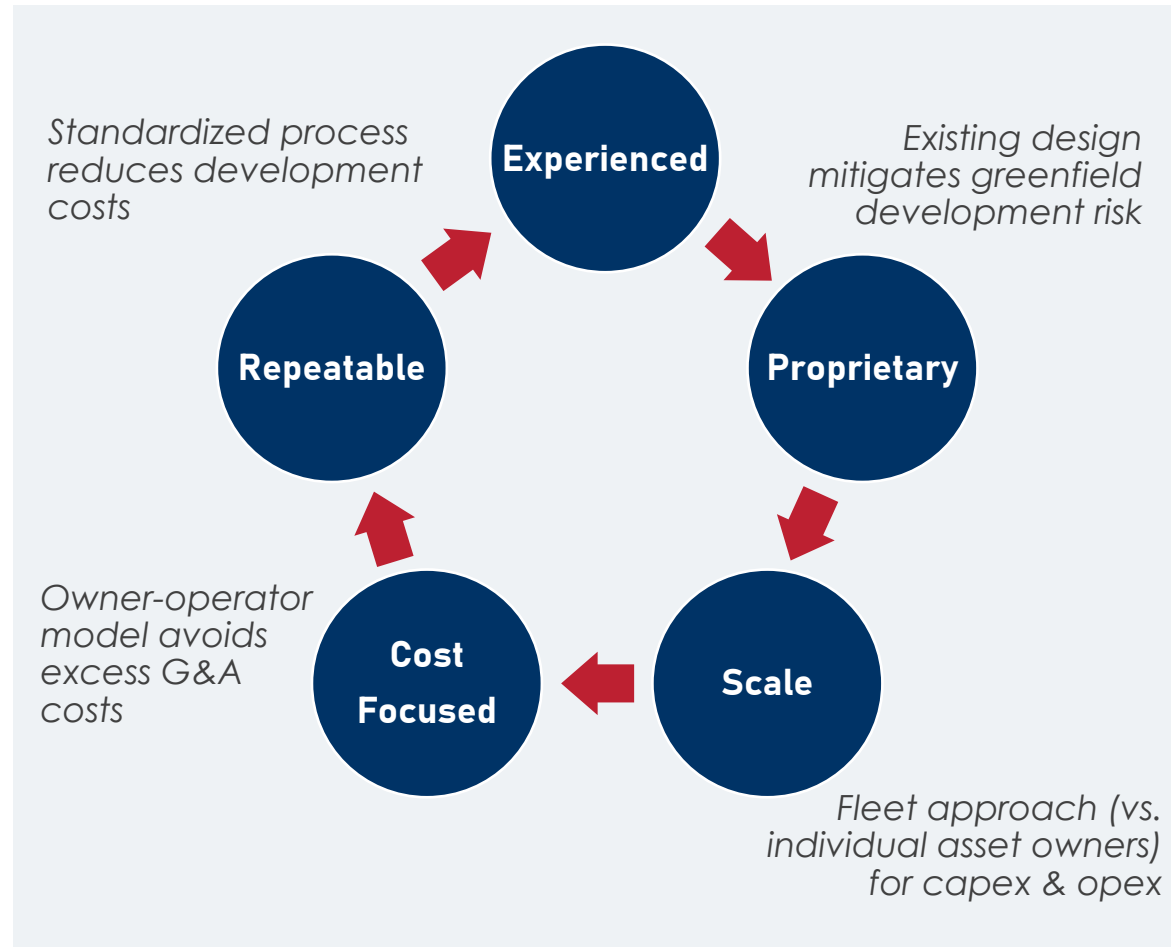 Experienced
Standardized process
reduces development
costs
Existing design
mitigates greenfield
development risk
Repeatable
Proprietary
Owner-operator
model avoids
excess G&A
costs
Cost
Focused
Scale
Fleet approach (vs.
individual asset owners)
for capex & opex